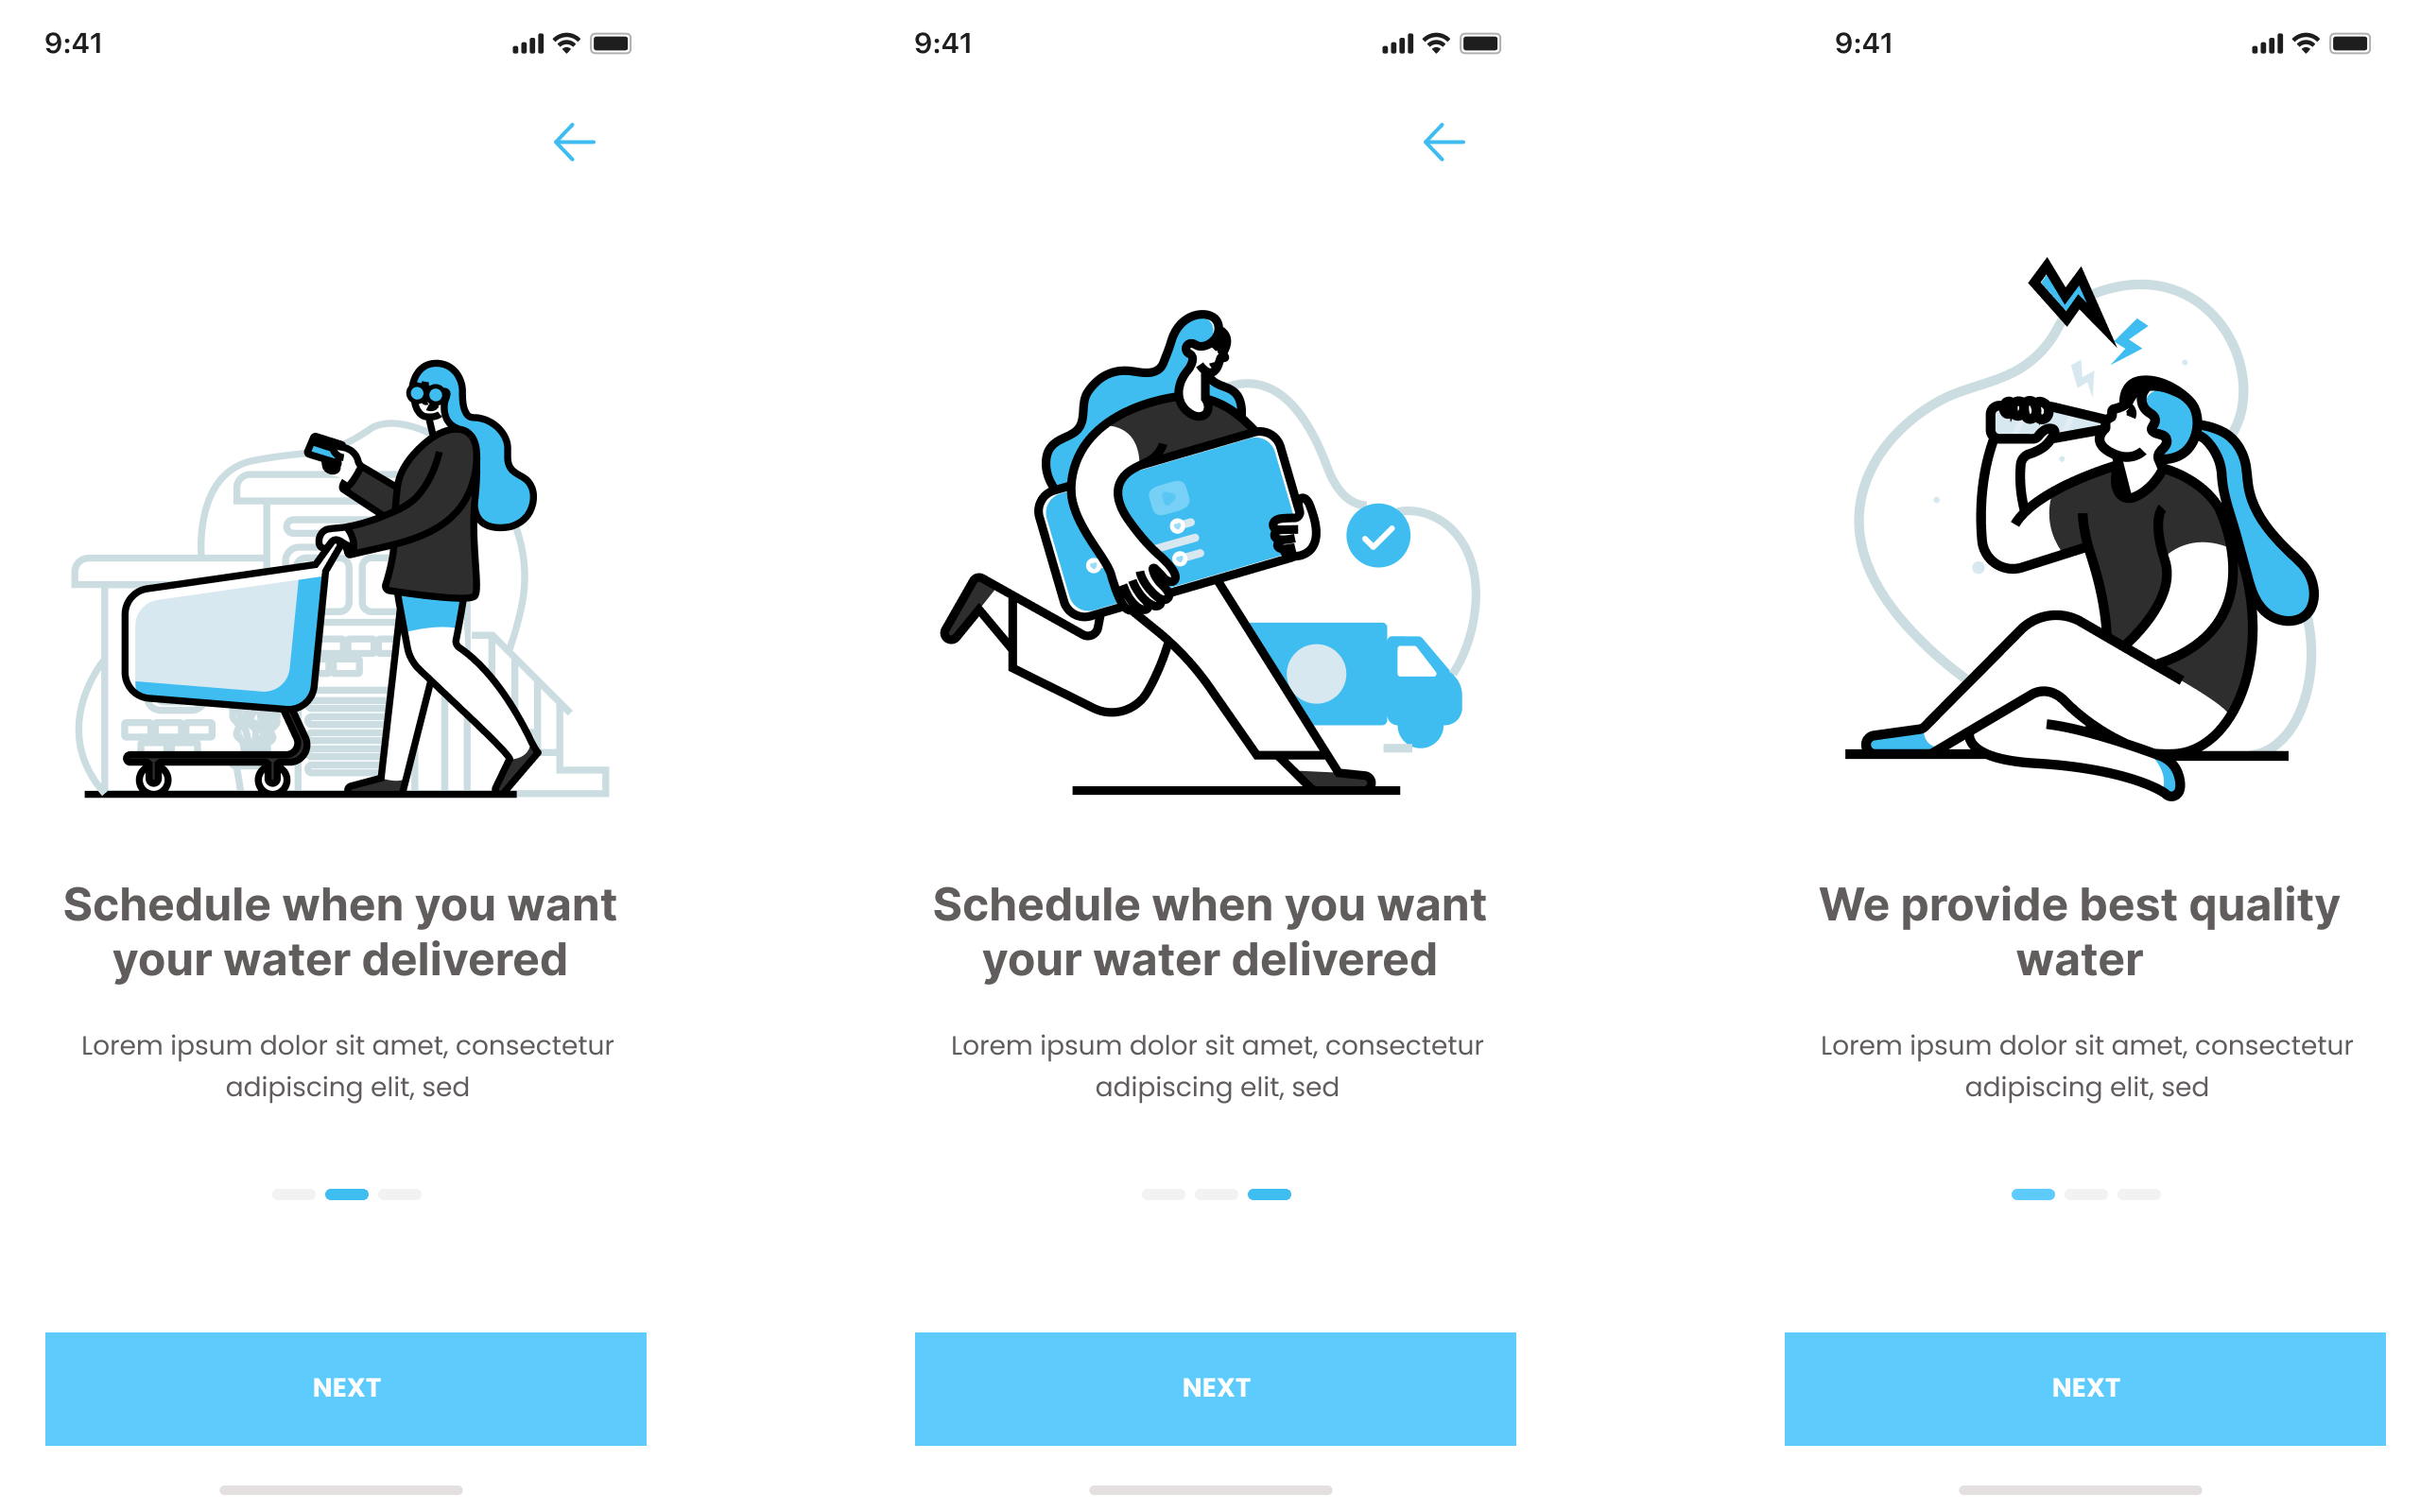 9:41
Schedule when you want
your water delivered
Lorem ipsum dolor sit amet, consectetur
adipiscing elit, sed
NEXT
9:41
Schedule when you want
your water delivered
Lorem ipsum dolor sit amet, consectetur
adipiscing elit, sed
NEXT
9:41
We provide best quality
water
Lorem ipsum dolor sit amet, consectetur
adipiscing elit, sed
NEXT